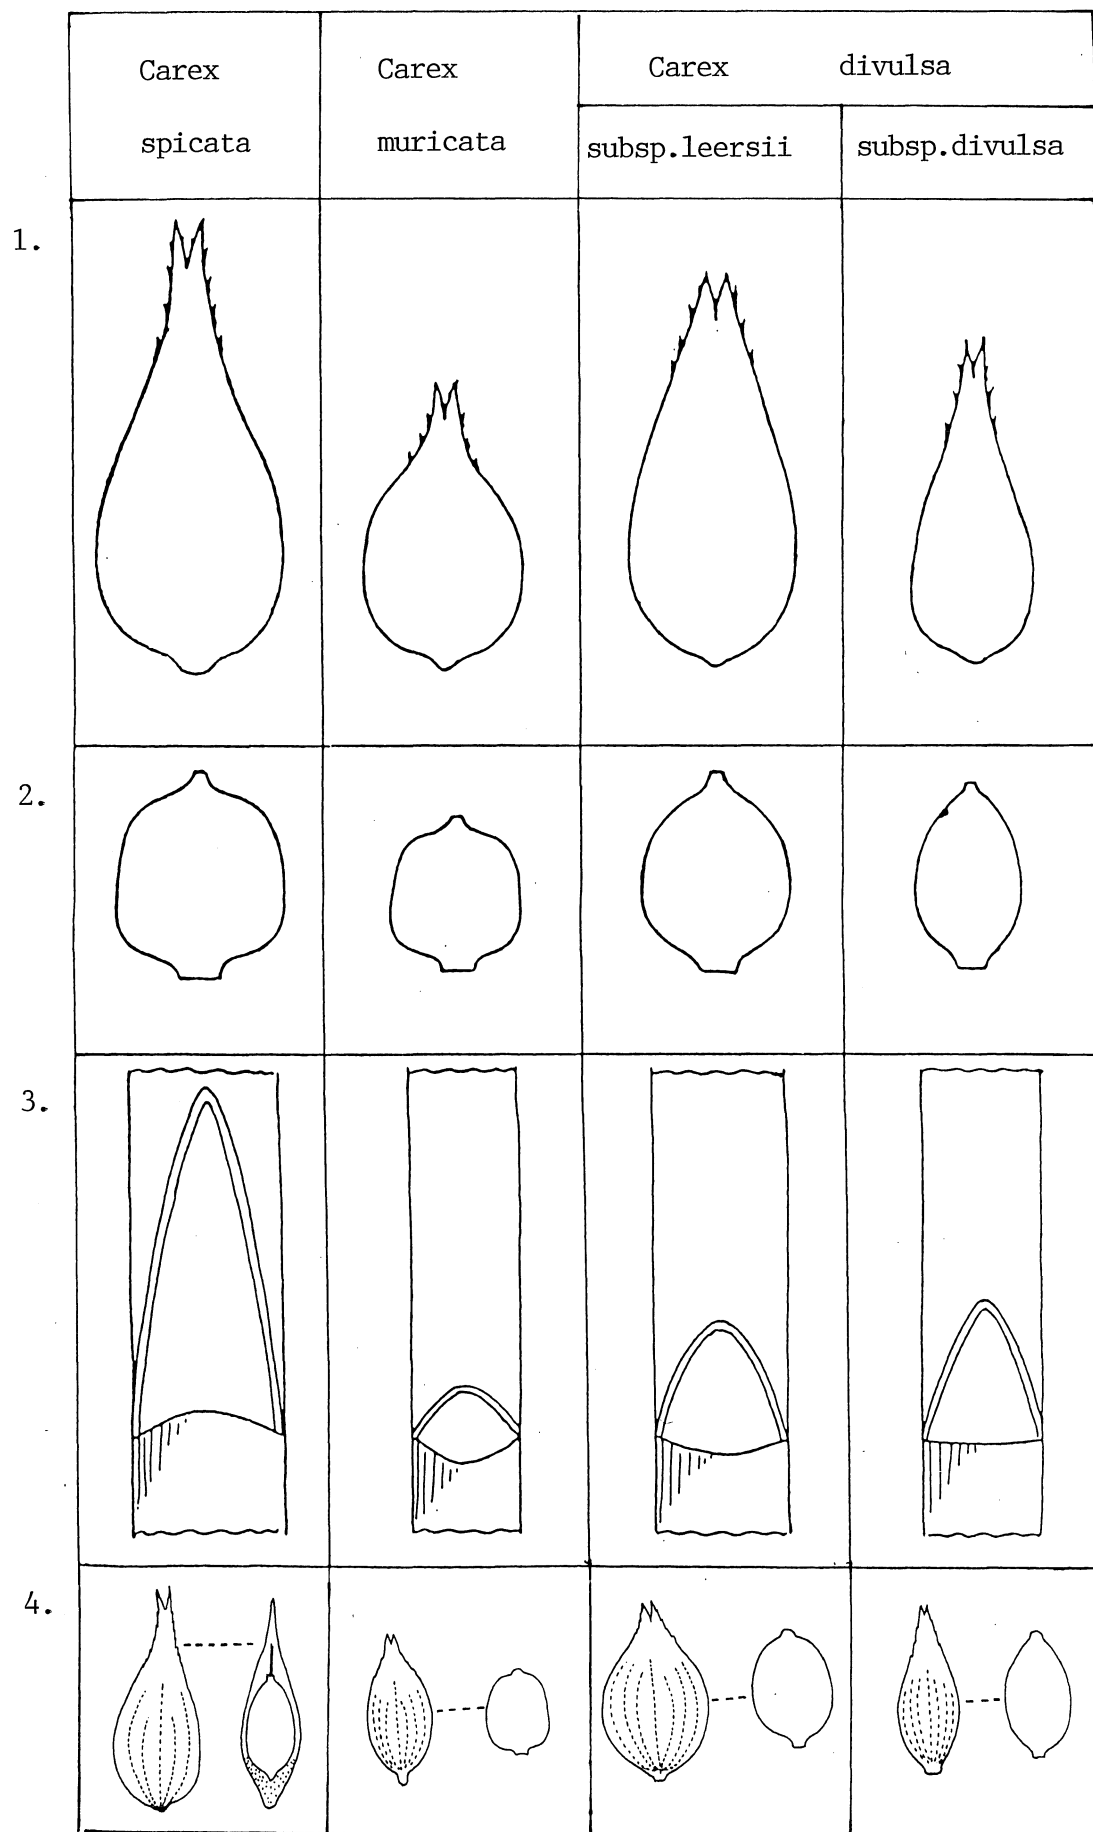 Carex Carex Carex divulsa
spicata muricata subsp.leersii subsp.divulsa
1.
2.
3.
4.